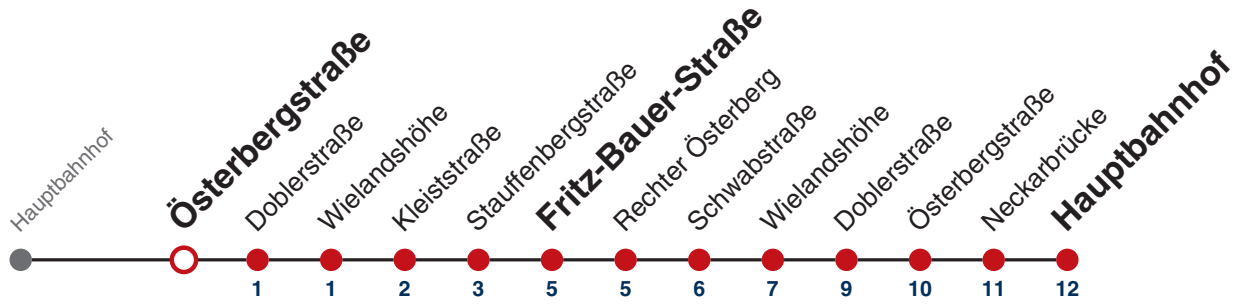 Hauptbahnhof
Österbergstraße
Doblerstraße
Wielandshöhe
Kleiststraße
Stauffenbergstraße
Fritz-Bauer-Straße
Rechter Österberg
Schwabstraße
Wielandshöhe
Doblerstraße
Österbergstraße
Neckarbrücke
Hauptbahnhof
1 1 2 3 5 5 6 7 9 10 11 12